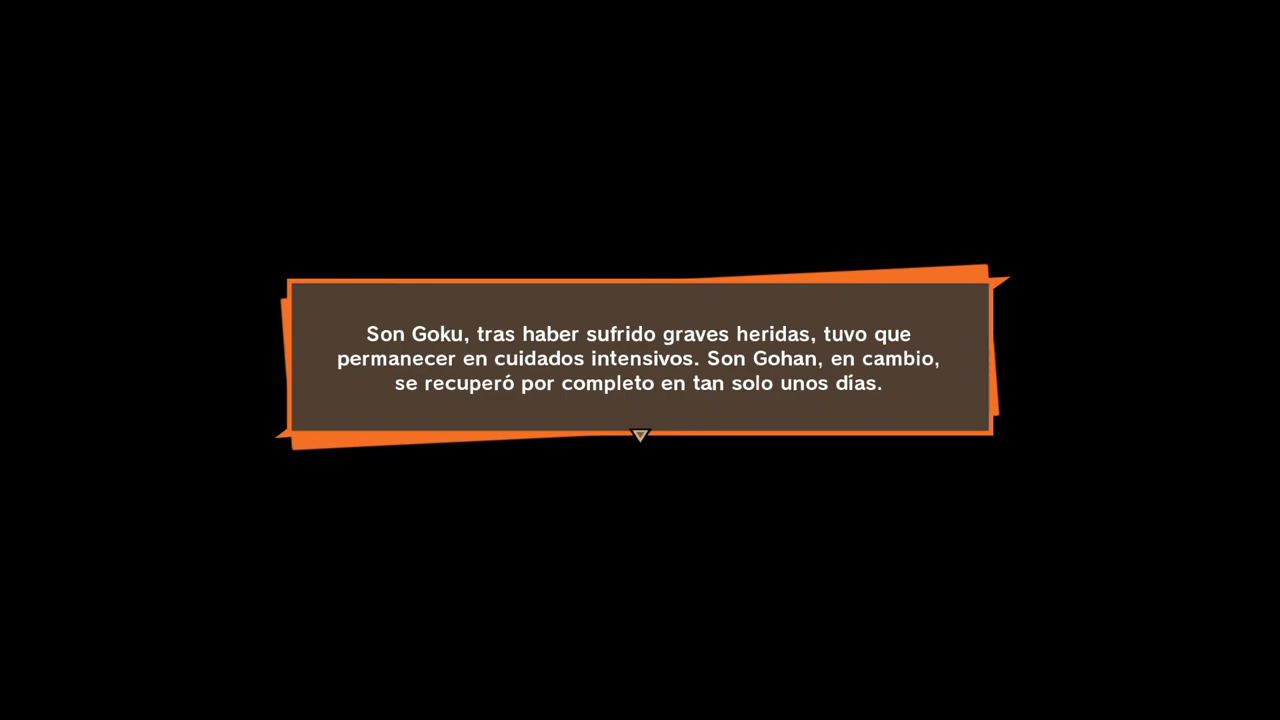 Son Goku, tras haber sufrido graves heridas, tuvo que
permanecer en cuidados intensivos. Son Gohan, en cambio,
se recuperó por completo en tan solo unos días.